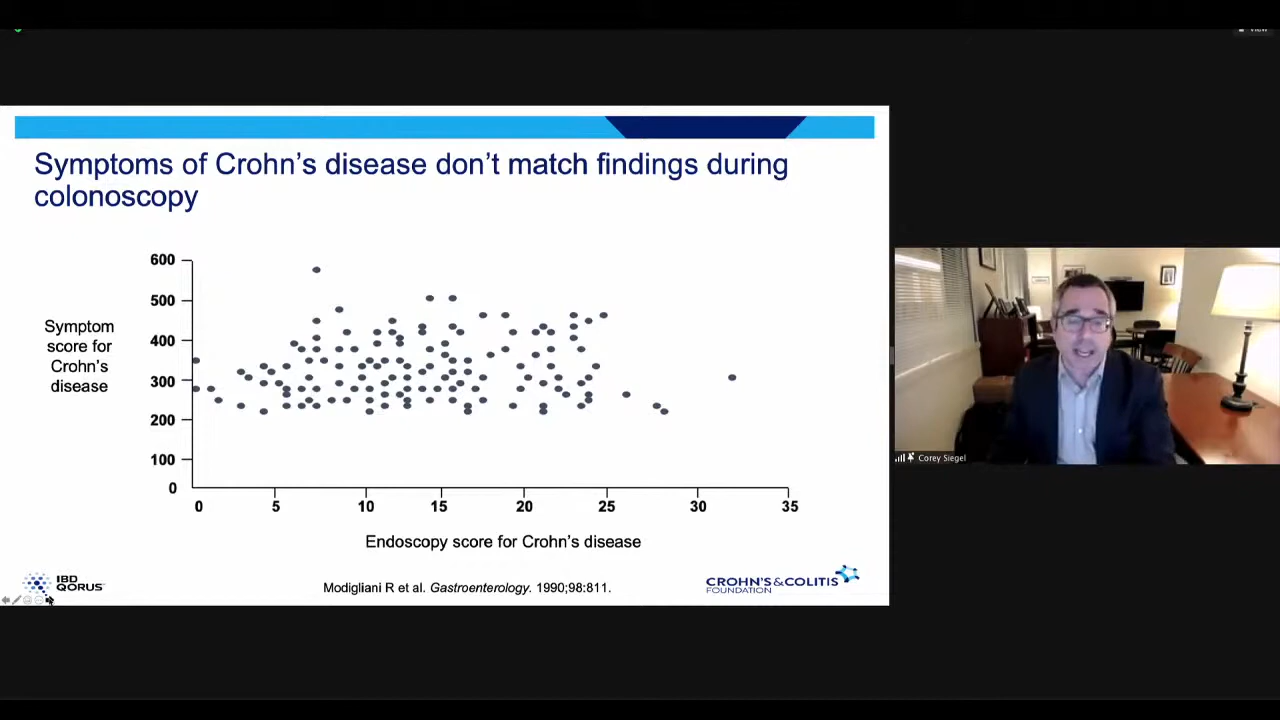 VIEW
Symptoms of Crohn's disease don't match findings during
colonoscopy
600
500
400
300
200
100
0
Symptom
score for
Crohn's
disease
0 5 10 15 20 25 30 35
Endoscopy score for Crohn's disease
IBD
QORUS
Modigliani R et al. Gastroenterology. 1990;98:811.
CROHN'S & COLITIS
FOUNDATION
Corey Siegel